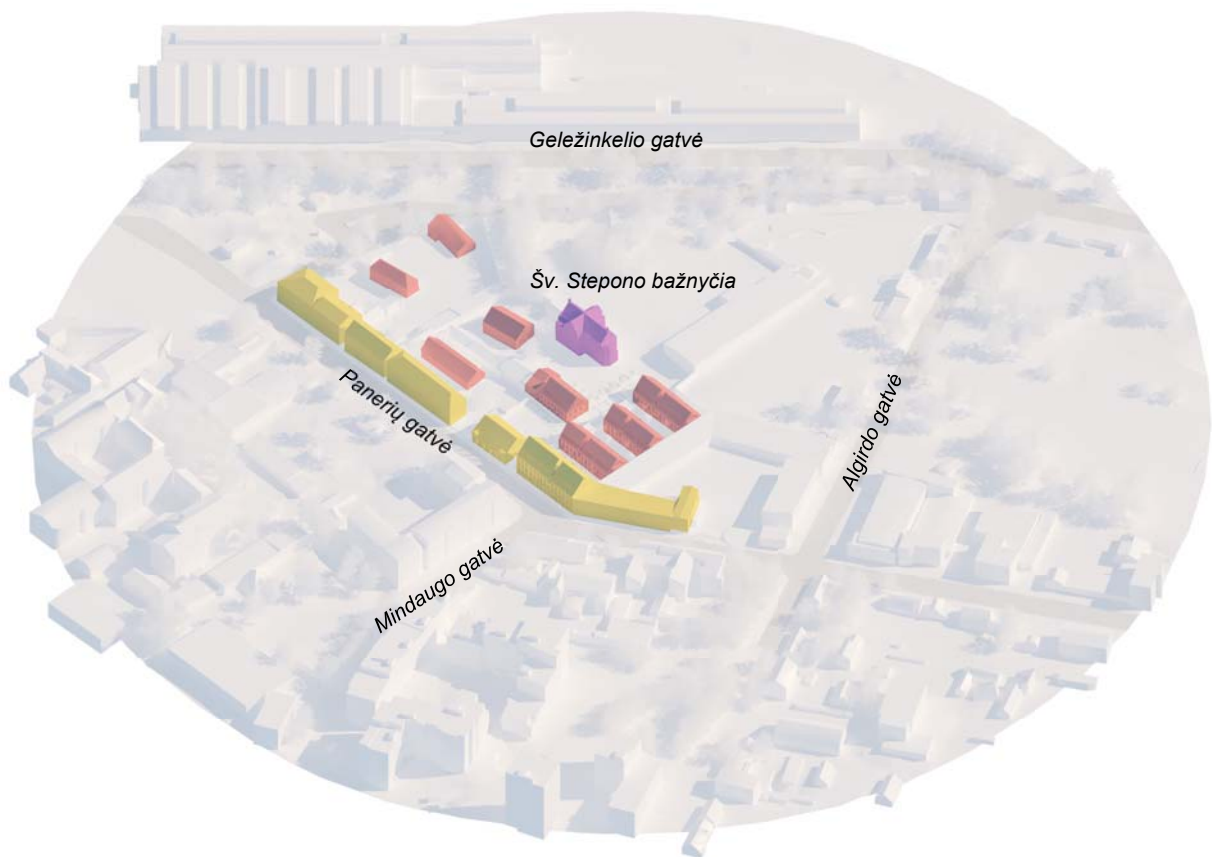 Geležinkelio gatvė
Šv. Stepono bažnyčia
Panerių gatvė
Algirdo gatvė
Mindaugo gatvė